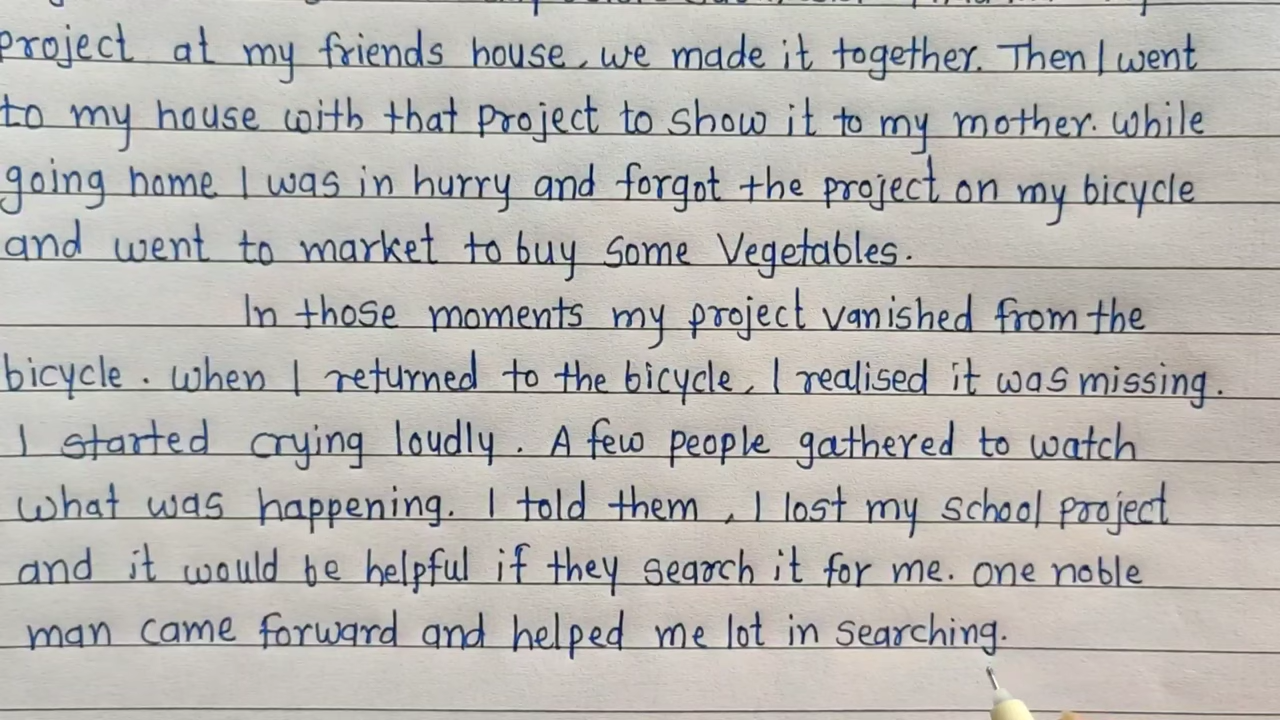 project at my friends house, we made it together. Then I went
to my house with that project to show it to my mother. While
going home I was in hurry and forgot the project on my bicycle
and went to market to buy some Vegetables.
In those moments my project vanished from the
bicycle. when I returned to the bicycle, I realised it was missing.
I started crying loudly. A few people gathered to watch
what was happening. I told them, I lost my school project
and it would be helpful if they search it for me. one noble
man came forward and helped me lot in searching.